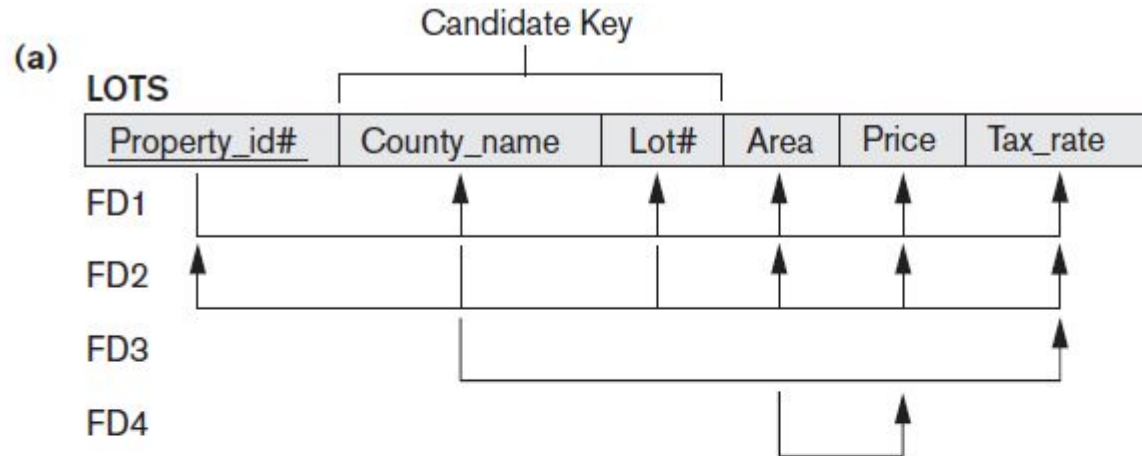 Candidate Key
(a)
LOTS
Property_id# County_name Lot# Area Price Tax_rate
FD1
FD2
FD3
FD4